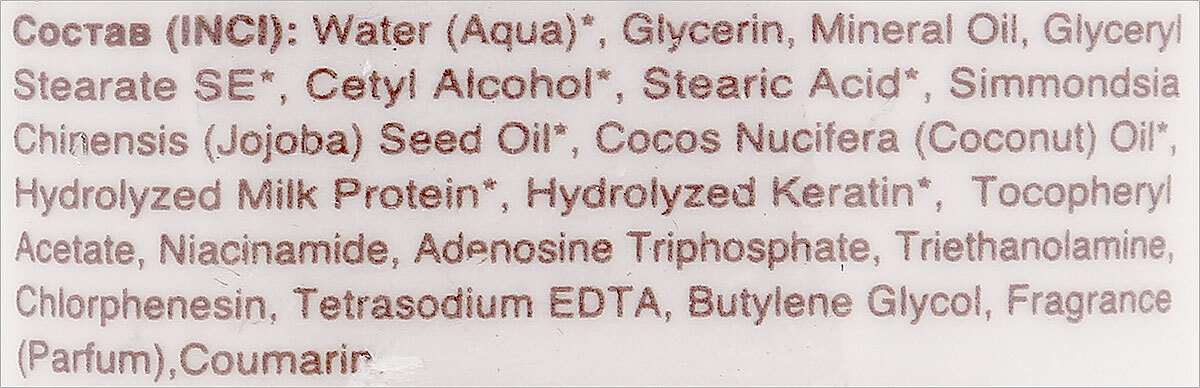 Состав (INCI): Water (Aqua)*, Glycerin, Mineral Oil, Glyceryl
Stearate SE*, Cetyl Alcohol*, Stearic Acid*, Simmondsia
Chinensis (Jojoba) Seed Oil*, Cocos Nucifera (Coconut) Oil*,
Hydrolyzed Milk Protein*, Hydrolyzed Keratin*, Tocopheryl
Acetate, Niacinamide, Adenosine Triphosphate, Triethanolamine,
Chlorphenesin, Tetrasodium EDTA, Butylene Glycol, Fragrance
(Parfum),Coumarin